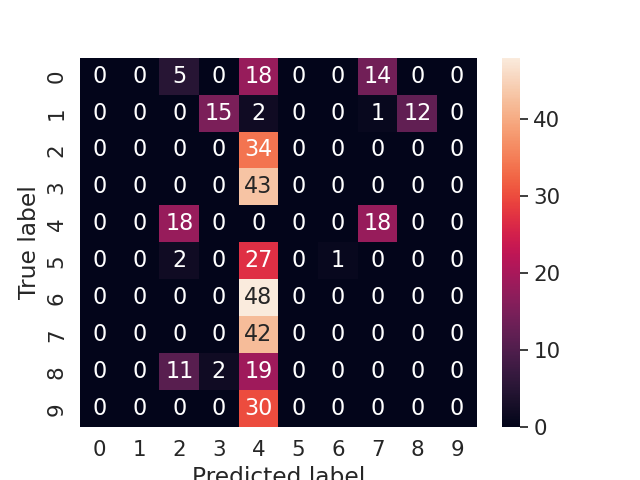 0 0 5 0 18 0 0 14 0 0 0
1 0 0 0 15 2 0 0 1 12 0
2 0 0 0 0 34 0 0 0 0 0
3 0 0 0 0 43 0 0 0 0 0
4 0 0 18 0 0 0 0 18 0 0
5 0 0 2 0 27 0 1 0 0 0
6 0 0 0 0 48 0 0 0 0 0
7 0 0 0 0 42 0 0 0 0 0
8 0 0 11 2 19 0 0 0 0 0
9 0 0 0 0 30 0 0 0 0 0
0 1 2 3 4 5 6 7 8 9
Predicted label
True label
40
30
20
10
0